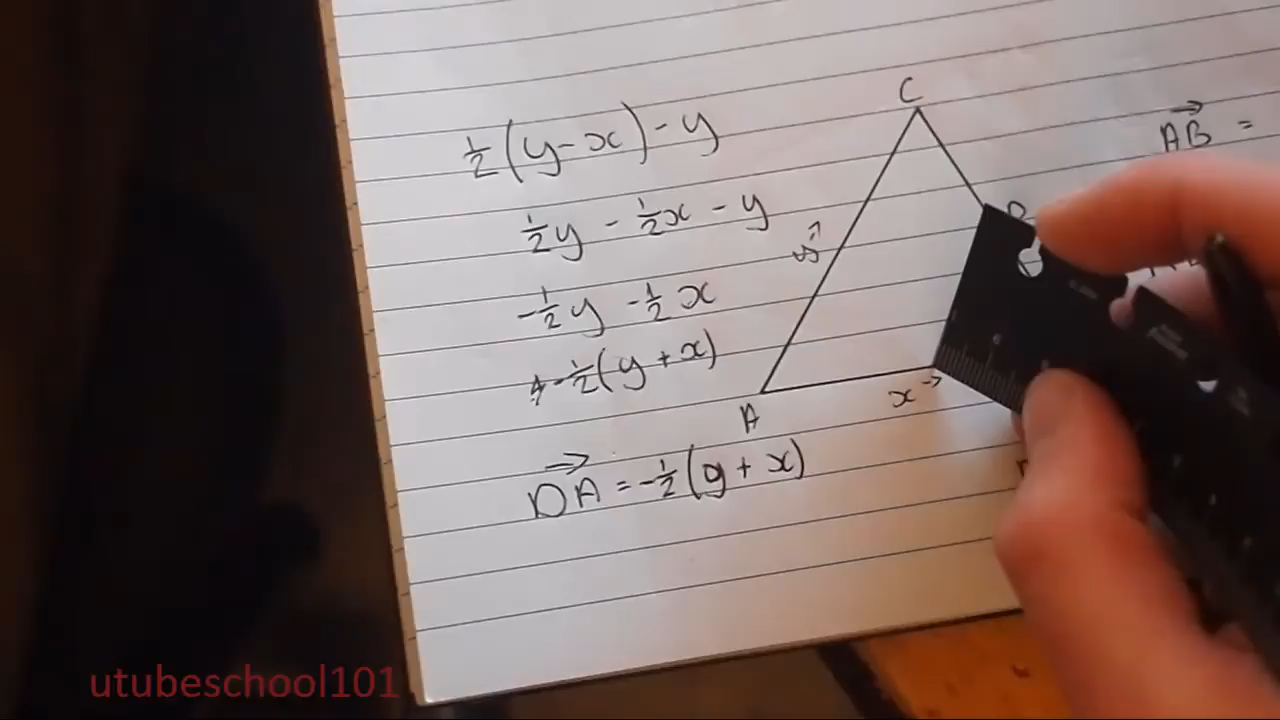 ½(y-x)-y
½y - ½x - y
-½y -½x
-½(y+x)
DA = -½(y+x)
C
y
A
x
D
AB =
utubeschool101